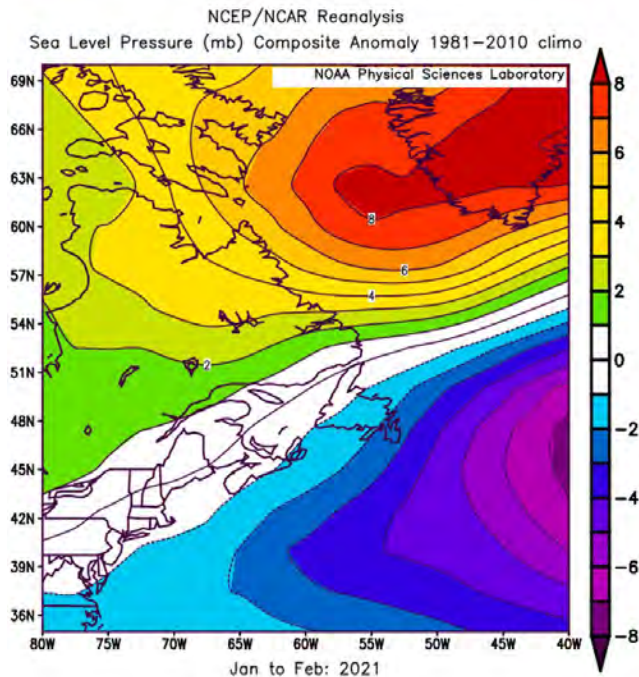 NCEP/NCAR Reanalysis
Sea Level Pressure (mb) Composite Anomaly 1981−2010 climo
NOAA Physical Sciences Laboratory
69N
66N
63N
60N
57N
54N
51N
48N
45N
42N
39N
36N
8
6
4
2
80W 75W 70W 65W 60W 55W 50W 45W 40W
8
6
4
2
0
−2
−4
−6
−8
Jan to Feb: 2021